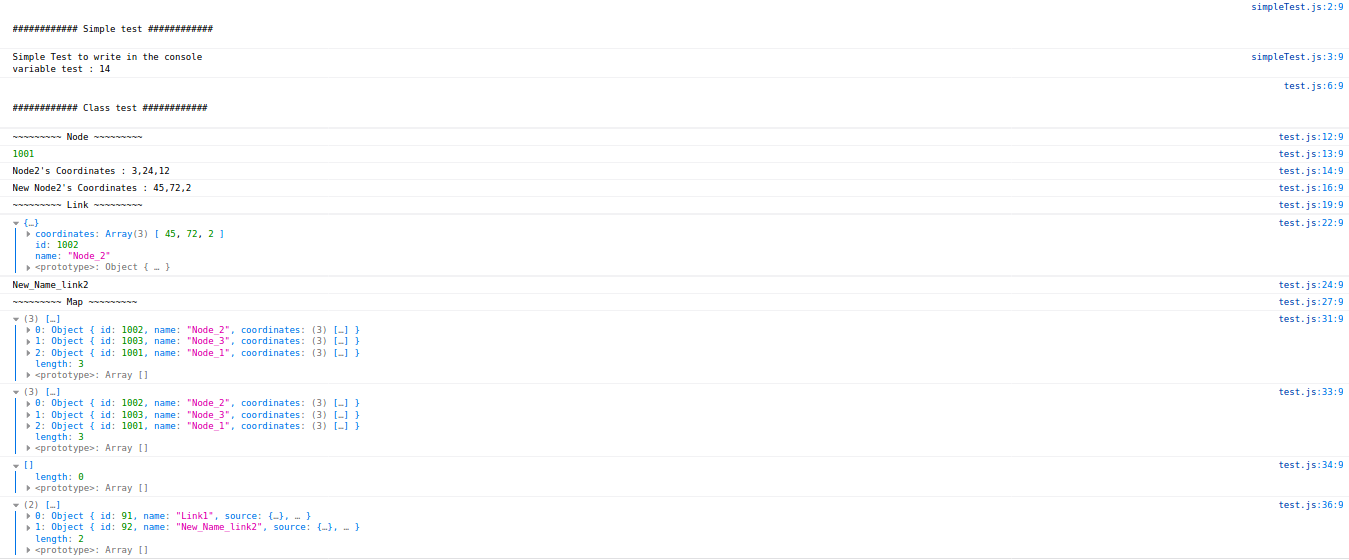 simpleTest.js:2:9
############ Simple test ############
Simple Test to write in the console simpleTest.js:3:9
variable test : 14
test.js:6:9
############ Class test ############
~~~~~~~~~ Node ~~~~~~~~~ test.js:12:9
1001 test.js:13:9
Node2's Coordinates : 3,24,12 test.js:14:9
New Node2's Coordinates : 45,72,2 test.js:16:9
~~~~~~~~~ Link ~~~~~~~~~ test.js:19:9
{…} test.js:22:9
coordinates: Array(3) [ 45, 72, 2 ]
id: 1002
name: "Node_2"
<prototype>: Object { … }
New_Name_link2 test.js:24:9
~~~~~~~~~ Map ~~~~~~~~~ test.js:27:9
(3) […] test.js:31:9
0: Object { id: 1002, name: "Node_2", coordinates: (3) […] }
1: Object { id: 1003, name: "Node_3", coordinates: (3) […] }
2: Object { id: 1001, name: "Node_1", coordinates: (3) […] }
length: 3
<prototype>: Array []
(3) […] test.js:33:9
0: Object { id: 1002, name: "Node_2", coordinates: (3) […] }
1: Object { id: 1003, name: "Node_3", coordinates: (3) […] }
2: Object { id: 1001, name: "Node_1", coordinates: (3) […] }
length: 3
<prototype>: Array []
[] test.js:34:9
length: 0
<prototype>: Array []
(2) […] test.js:36:9
0: Object { id: 91, name: "Link1", source: {…}, … }
1: Object { id: 92, name: "New_Name_link2", source: {…}, … }
length: 2
<prototype>: Array []